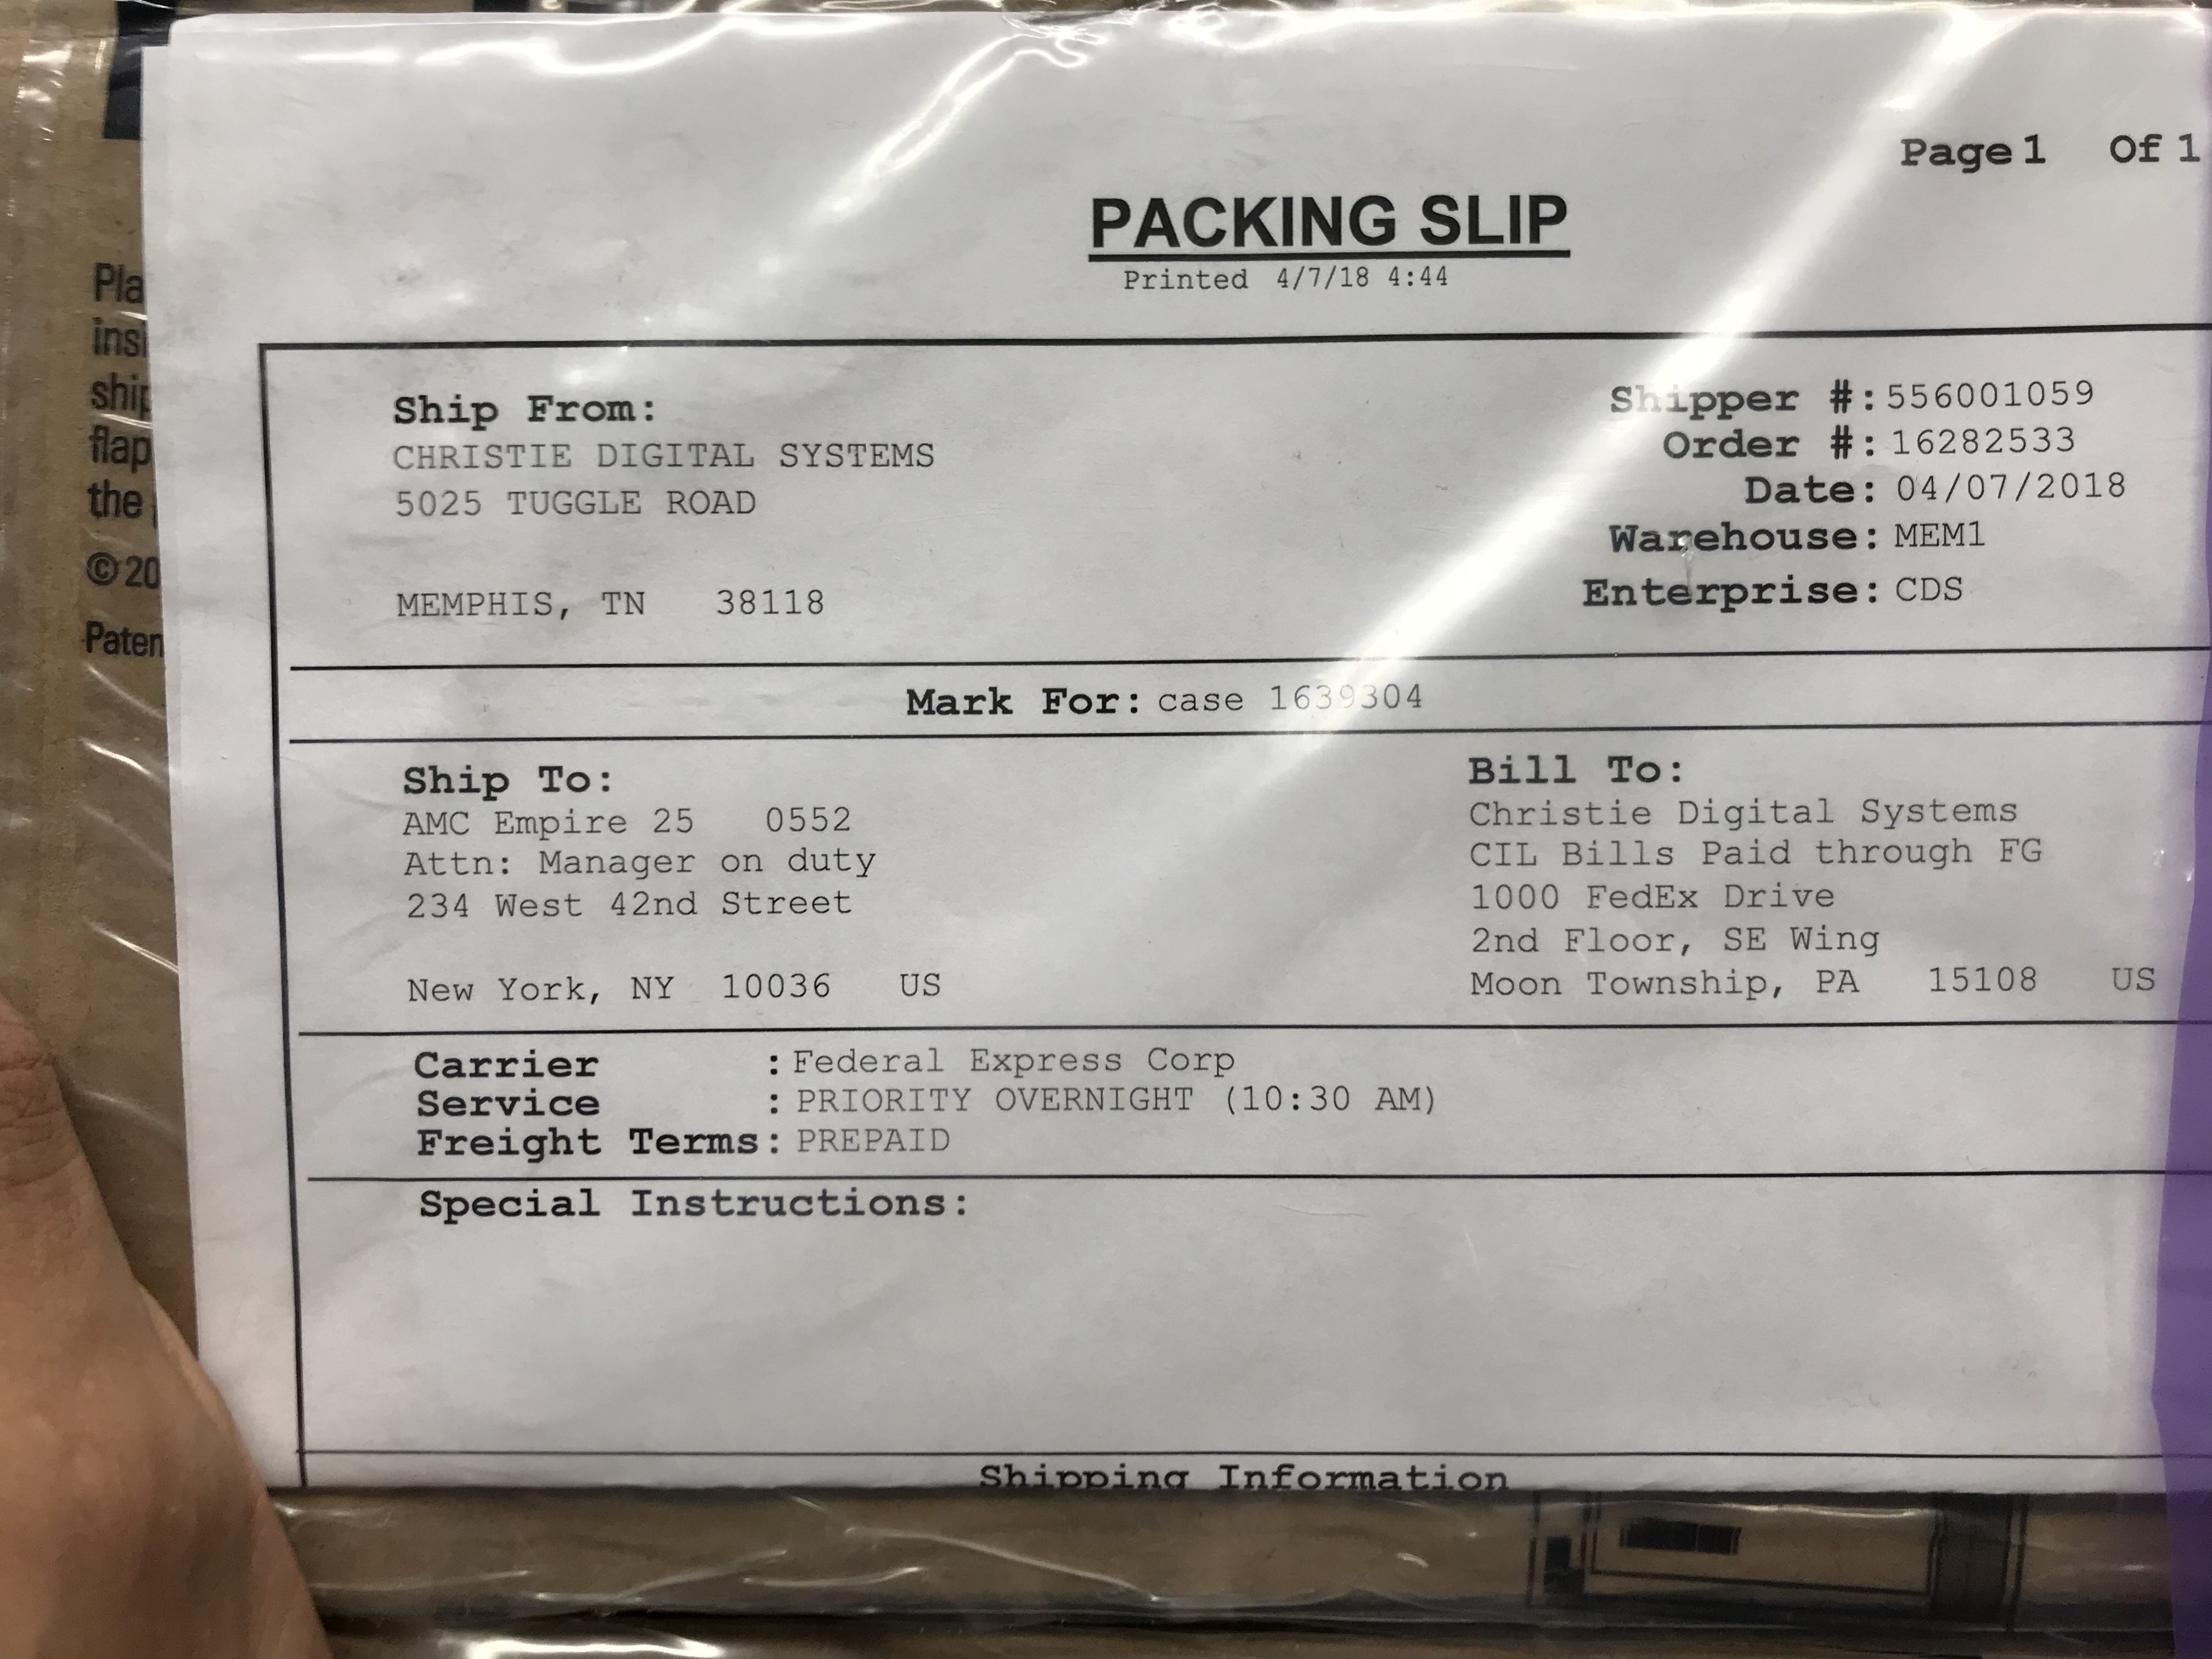 Pla
insi
ship
flap
the
©20
Paten
Page 1 Of 1
PACKING SLIP
Printed 4/7/18 4:44
Ship From:
CHRISTIE DIGITAL SYSTEMS
5025 TUGGLE ROAD
MEMPHIS, TN 38118
Shipper #: 556001059
Order #: 16282533
Date: 04/07/2018
Warehouse: MEM1
Enterprise: CDS
Mark For: case 1639304
Ship To:
AMC Empire 25 0552
Attn: Manager on duty
234 West 42nd Street
New York, NY 10036 US
Bill To:
Christie Digital Systems
CIL Bills Paid through FG
1000 FedEx Drive
2nd Floor, SE Wing
Moon Township, PA 15108 US
Carrier : Federal Express Corp
Service : PRIORITY OVERNIGHT (10:30 AM)
Freight Terms: PREPAID
Special Instructions:
Shipping Information